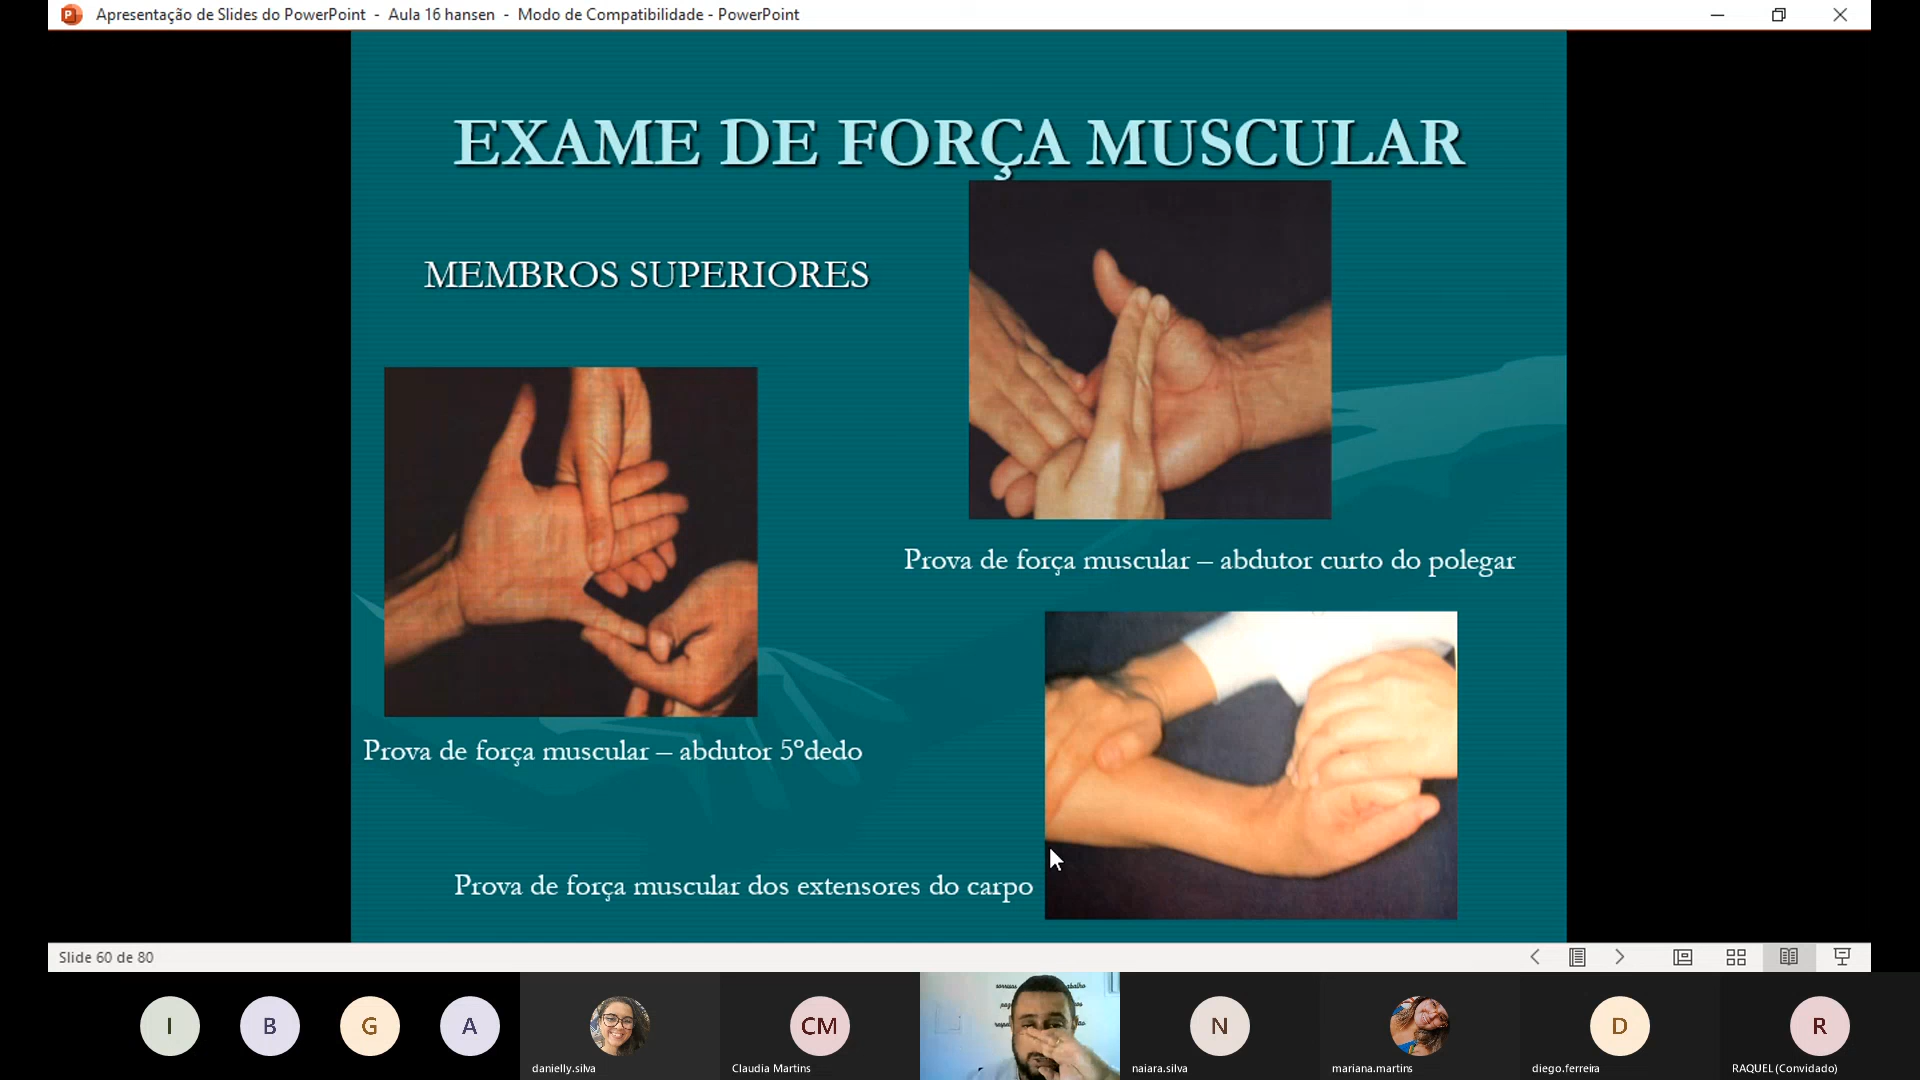 Apresentação de Slides do PowerPoint - Aula 16 hansen - Modo de Compatibilidade - PowerPoint
EXAME DE FORÇA MUSCULAR
MEMBROS SUPERIORES
Prova de força muscular – abdutor curto do polegar
Prova de força muscular – abdutor 5ºdedo
Prova de força muscular dos extensores do carpo
Slide 60 de 80
I
B
G
A
CM
N
D
R
danielly.silva
Claudia Martins
naiara.silva
mariana.martins
diego.ferreira
RAQUEL (Convidado)